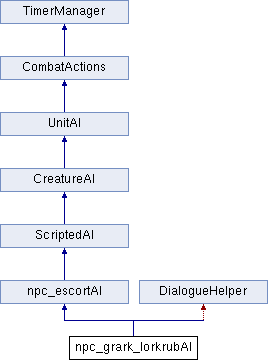 TimerManager
CombatActions
UnitAI
CreatureAI
ScriptedAI
npc_escortAI
DialogueHelper
npc_grark_lorkrubAI